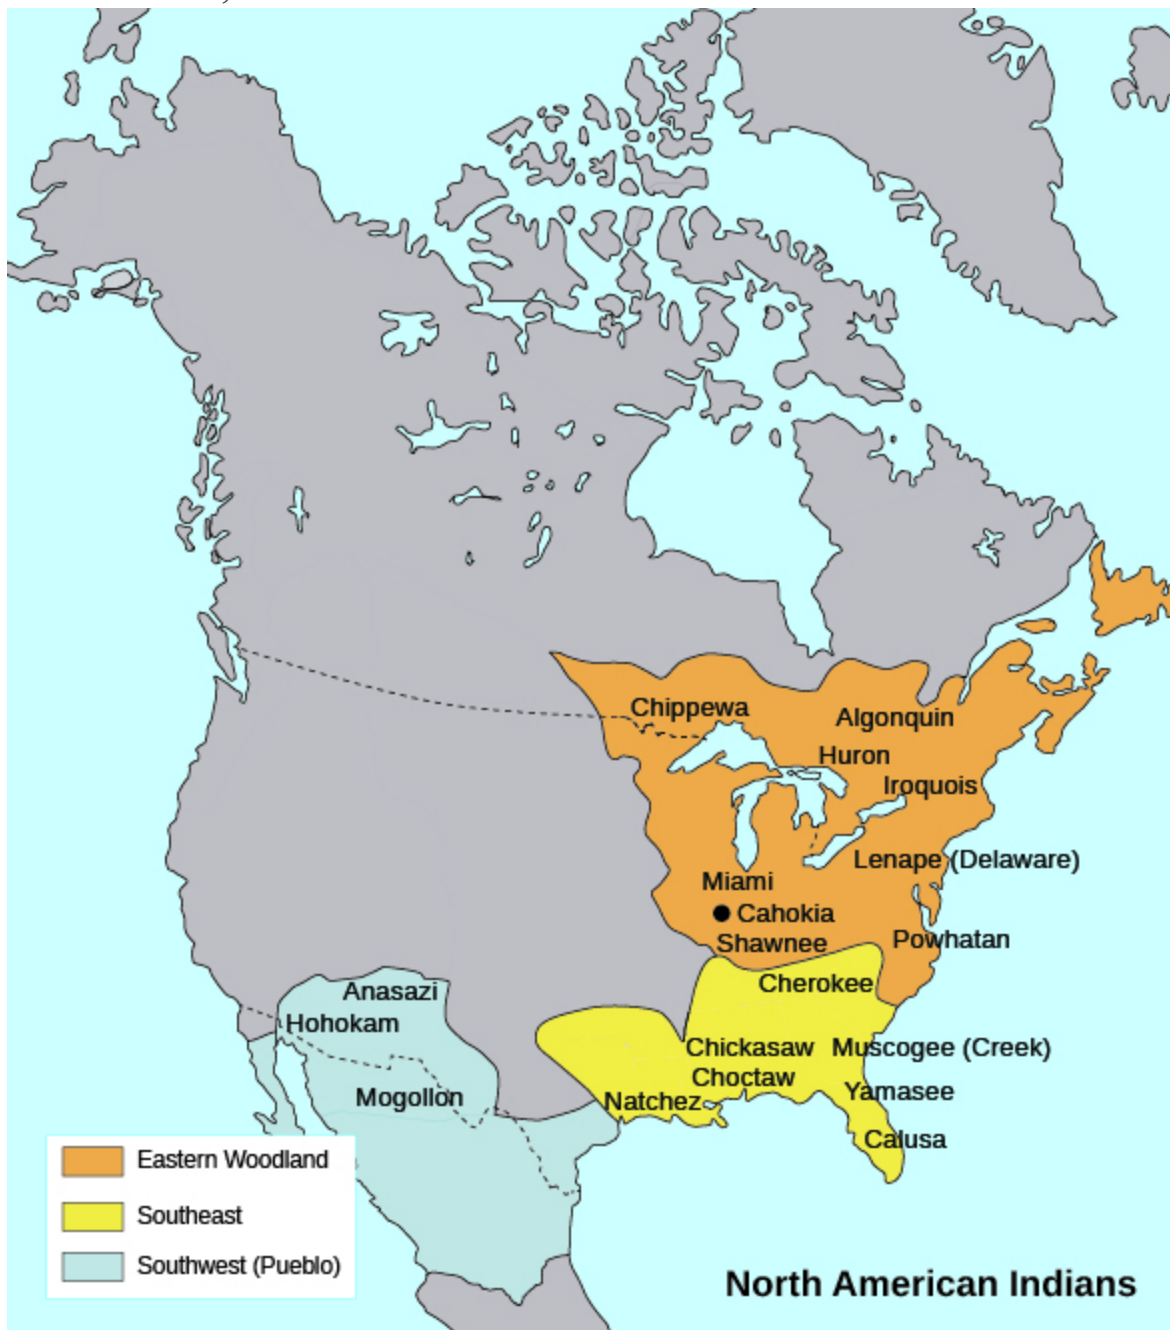 Chippewa
Algonquin
Huron
Iroquois
Lenape (Delaware)
Miami
Cahokia
Shawnee
Powhatan
Cherokee
Anasazi
Hohokam
Chickasaw
Muscogee (Creek)
Choctaw
Mogollon
Natchez
Yamasee
Calusa
Eastern Woodland
Southeast
Southwest (Pueblo)
North American Indians